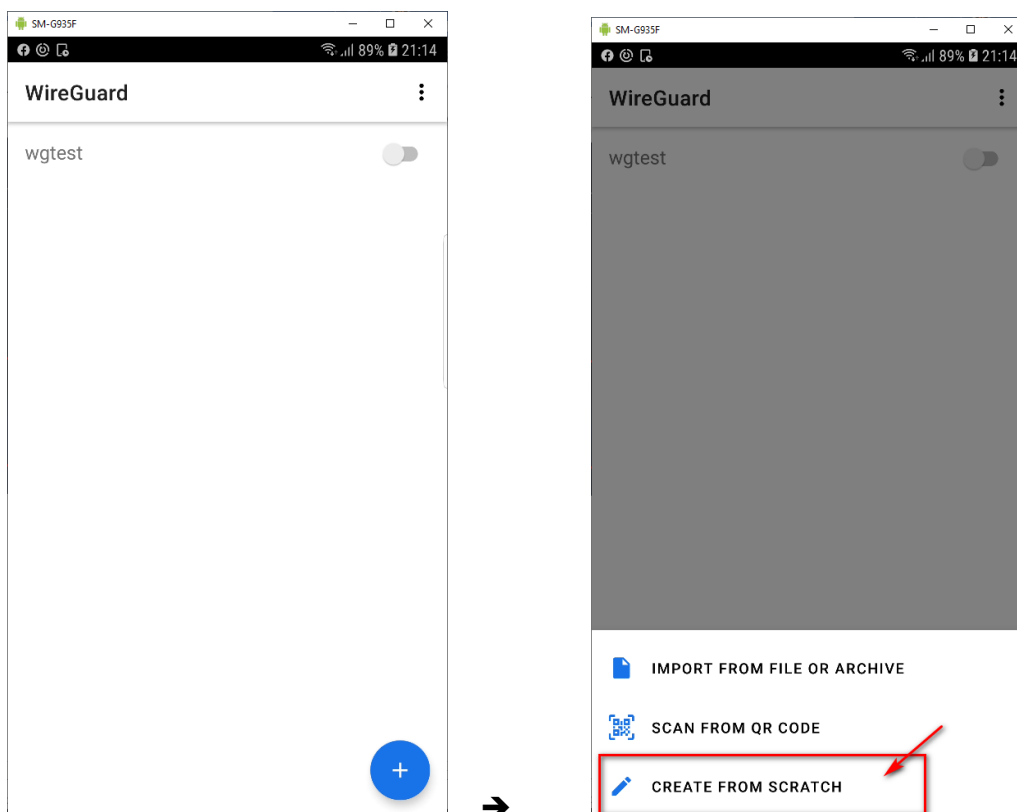 SM-G935F
89% 21:14
WireGuard
wgtest
SM-G935F
89% 21:14
WireGuard
wgtest
IMPORT FROM FILE OR ARCHIVE
SCAN FROM QR CODE
CREATE FROM SCRATCH